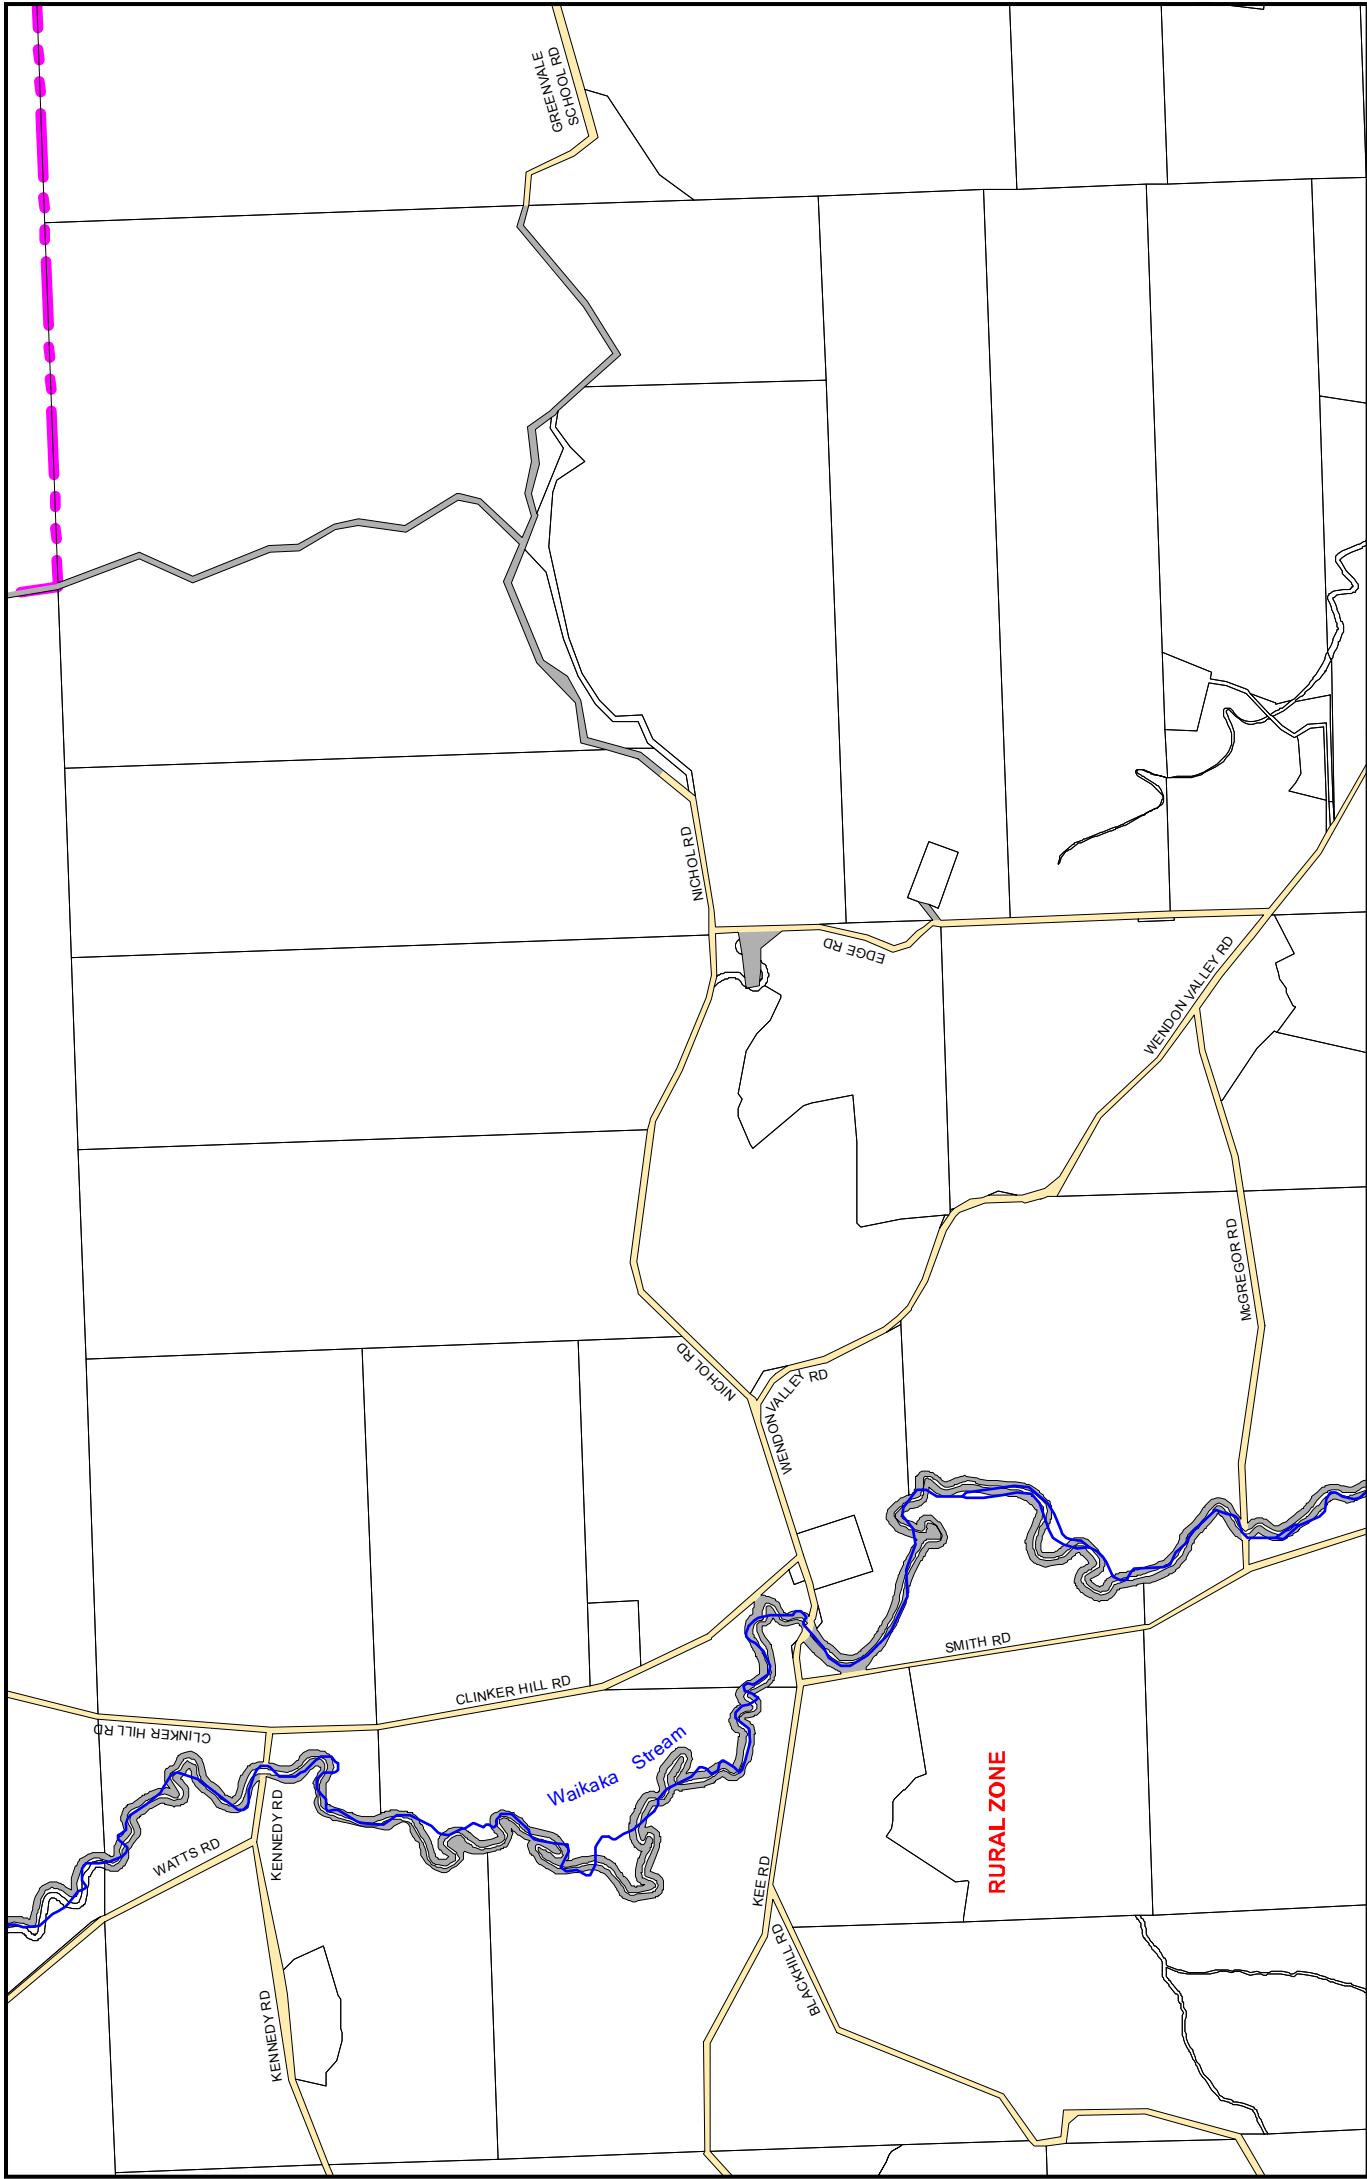 GREENVALE
SCHOOL RD
NICHOL RD
EDGE RD
WENDON VALLEY RD
McGREGOR RD
NICHOL RD
WENDON VALLEY RD
SMITH RD
CLINKER HILL RD
CLINKER HILL RD
Waikaka Stream
RURAL ZONE
KENNEDY RD
WATTS RD
KEE RD
BLACKHILL RD
KENNEDY RD